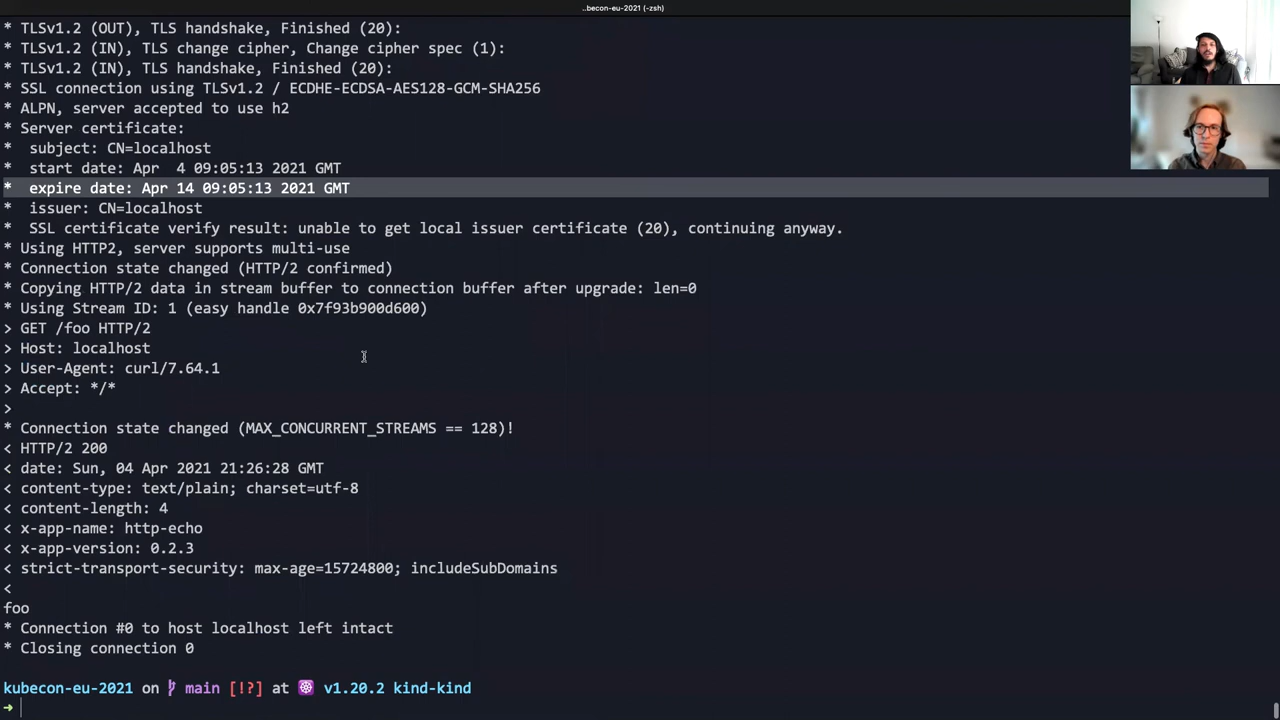 ..becon-eu-2021 (-zsh)
* TLSv1.2 (OUT), TLS handshake, Finished (20):
* TLSv1.2 (IN), TLS change cipher, Change cipher spec (1):
* TLSv1.2 (IN), TLS handshake, Finished (20):
* SSL connection using TLSv1.2 / ECDHE-ECDSA-AES128-GCM-SHA256
* ALPN, server accepted to use h2
* Server certificate:
*  subject: CN=localhost
*  start date: Apr  4 09:05:13 2021 GMT
*  expire date: Apr 14 09:05:13 2021 GMT
*  issuer: CN=localhost
*  SSL certificate verify result: unable to get local issuer certificate (20), continuing anyway.
* Using HTTP2, server supports multi-use
* Connection state changed (HTTP/2 confirmed)
* Copying HTTP/2 data in stream buffer to connection buffer after upgrade: len=0
* Using Stream ID: 1 (easy handle 0x7f93b900d600)
> GET /foo HTTP/2
> Host: localhost
> User-Agent: curl/7.64.1
> Accept: */*
>
* Connection state changed (MAX_CONCURRENT_STREAMS == 128)!
< HTTP/2 200
< date: Sun, 04 Apr 2021 21:26:28 GMT
< content-type: text/plain; charset=utf-8
< content-length: 4
< x-app-name: http-echo
< x-app-version: 0.2.3
< strict-transport-security: max-age=15724800; includeSubDomains
<
foo
* Connection #0 to host localhost left intact
* Closing connection 0
kubecon-eu-2021 on main [!?] at v1.20.2 kind-kind
→